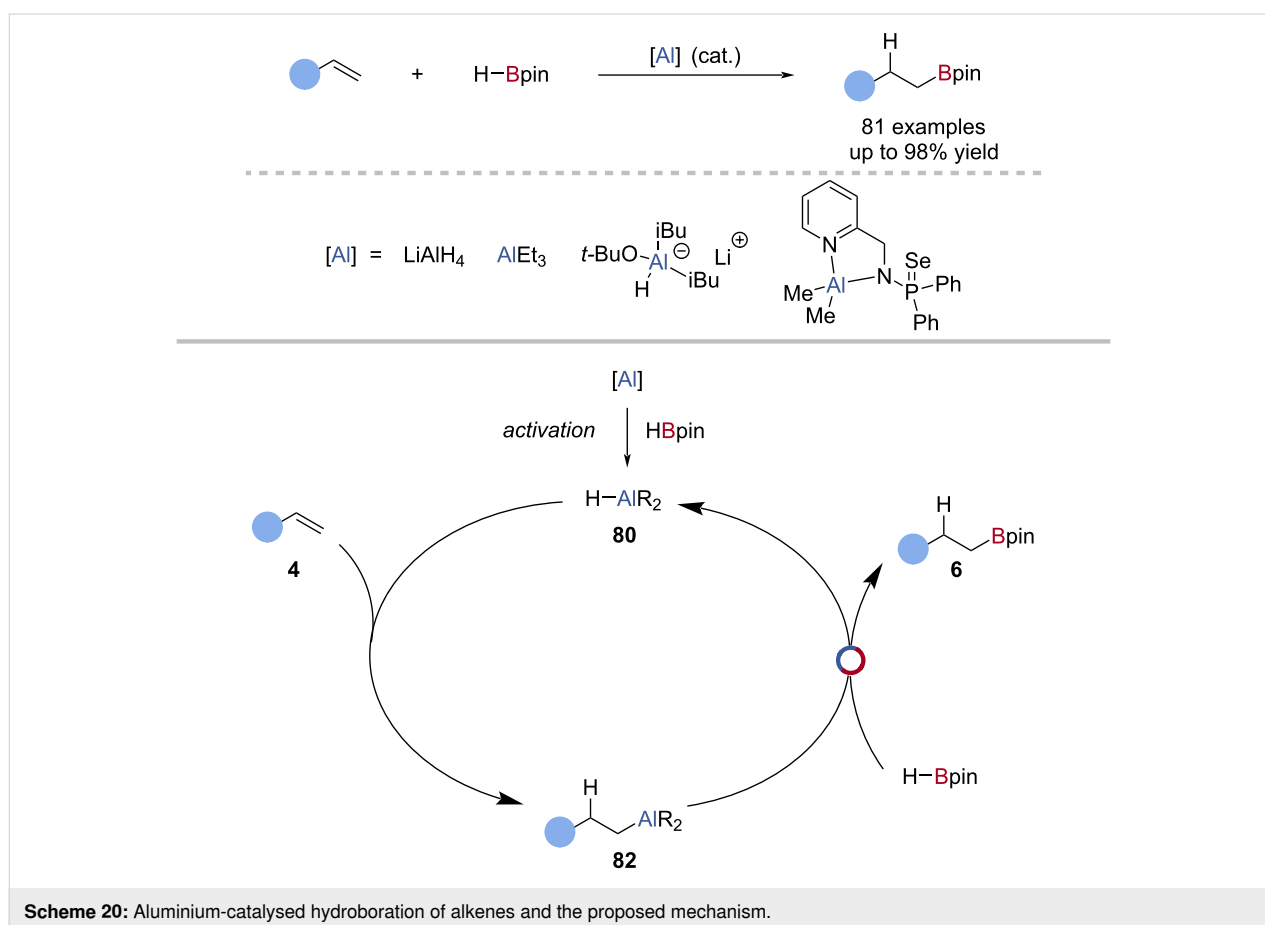 H
+ H–Bpin [Al] (cat.) Bpin
81 examples
up to 98% yield
[Al] = LiAlH4 AlEt3 t-BuO iBu Al ⊖ H iBu Li ⊕ N Al Me Me N Se P Ph Ph
[Al]
activation HBpin
H–AlR2
80
4
H
Bpin
6
H–Bpin
H
AlR2
82
Scheme 20: Aluminium-catalysed hydroboration of alkenes and the proposed mechanism.